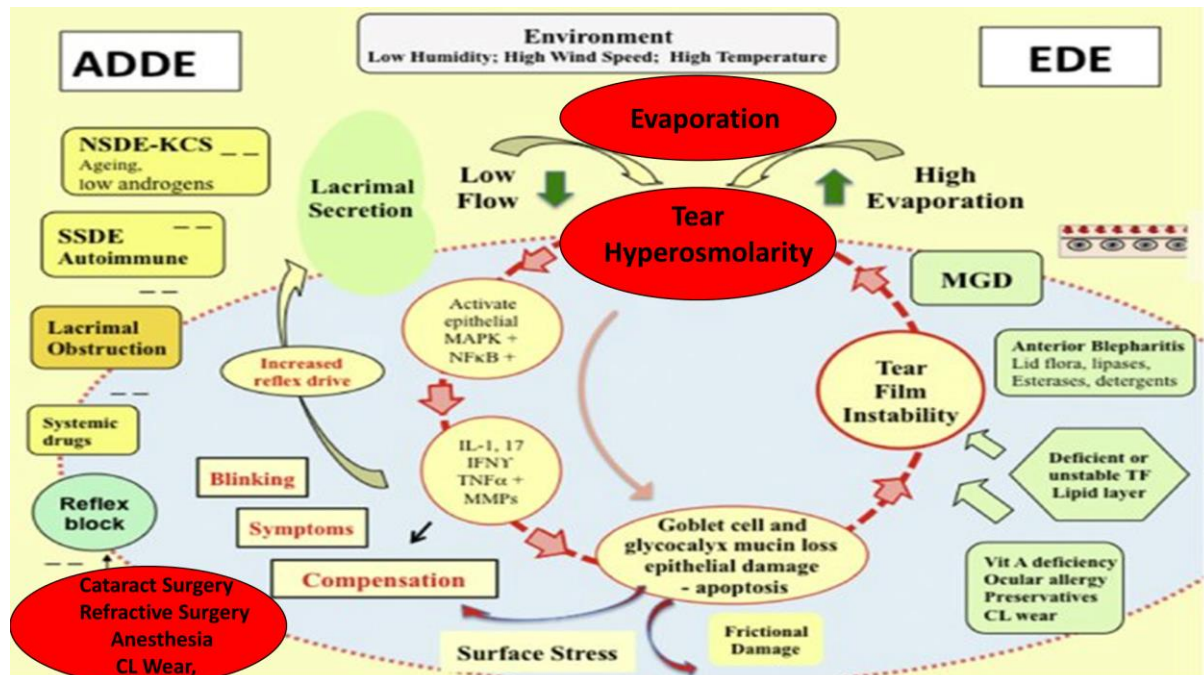 ADDE
Environment
Low Humidity; High Wind Speed; High Temperature
EDE
Evaporation
NSDE-KCS
Ageing,
low androgens
Lacrimal
Secretion
Low
Flow
High
Evaporation
Tear
Hyperosmolarity
SSDE
Autoimmune
MGD
Lacrimal
Obstruction
Activate
epithelial
MAPK +
NFκB +
Increased
reflex drive
Tear
Film
Instability
Anterior Blepharitis
Lid flora, lipases,
Esterases, detergents
Systemic
drugs
IL-1, 17
IFNϒ
TNFα +
MMPs
Blinking
Deficient or
unstable TF
Lipid layer
Reflex
block
Symptoms
Goblet cell and
glycocalyx mucin loss
epithelial damage
- apoptosis
Compensation
Vit A deficiency
Ocular allergy
Preservatives
CL wear
Cataract Surgery
Refractive Surgery
Anesthesia
CL Wear,
Surface Stress
Frictional
Damage